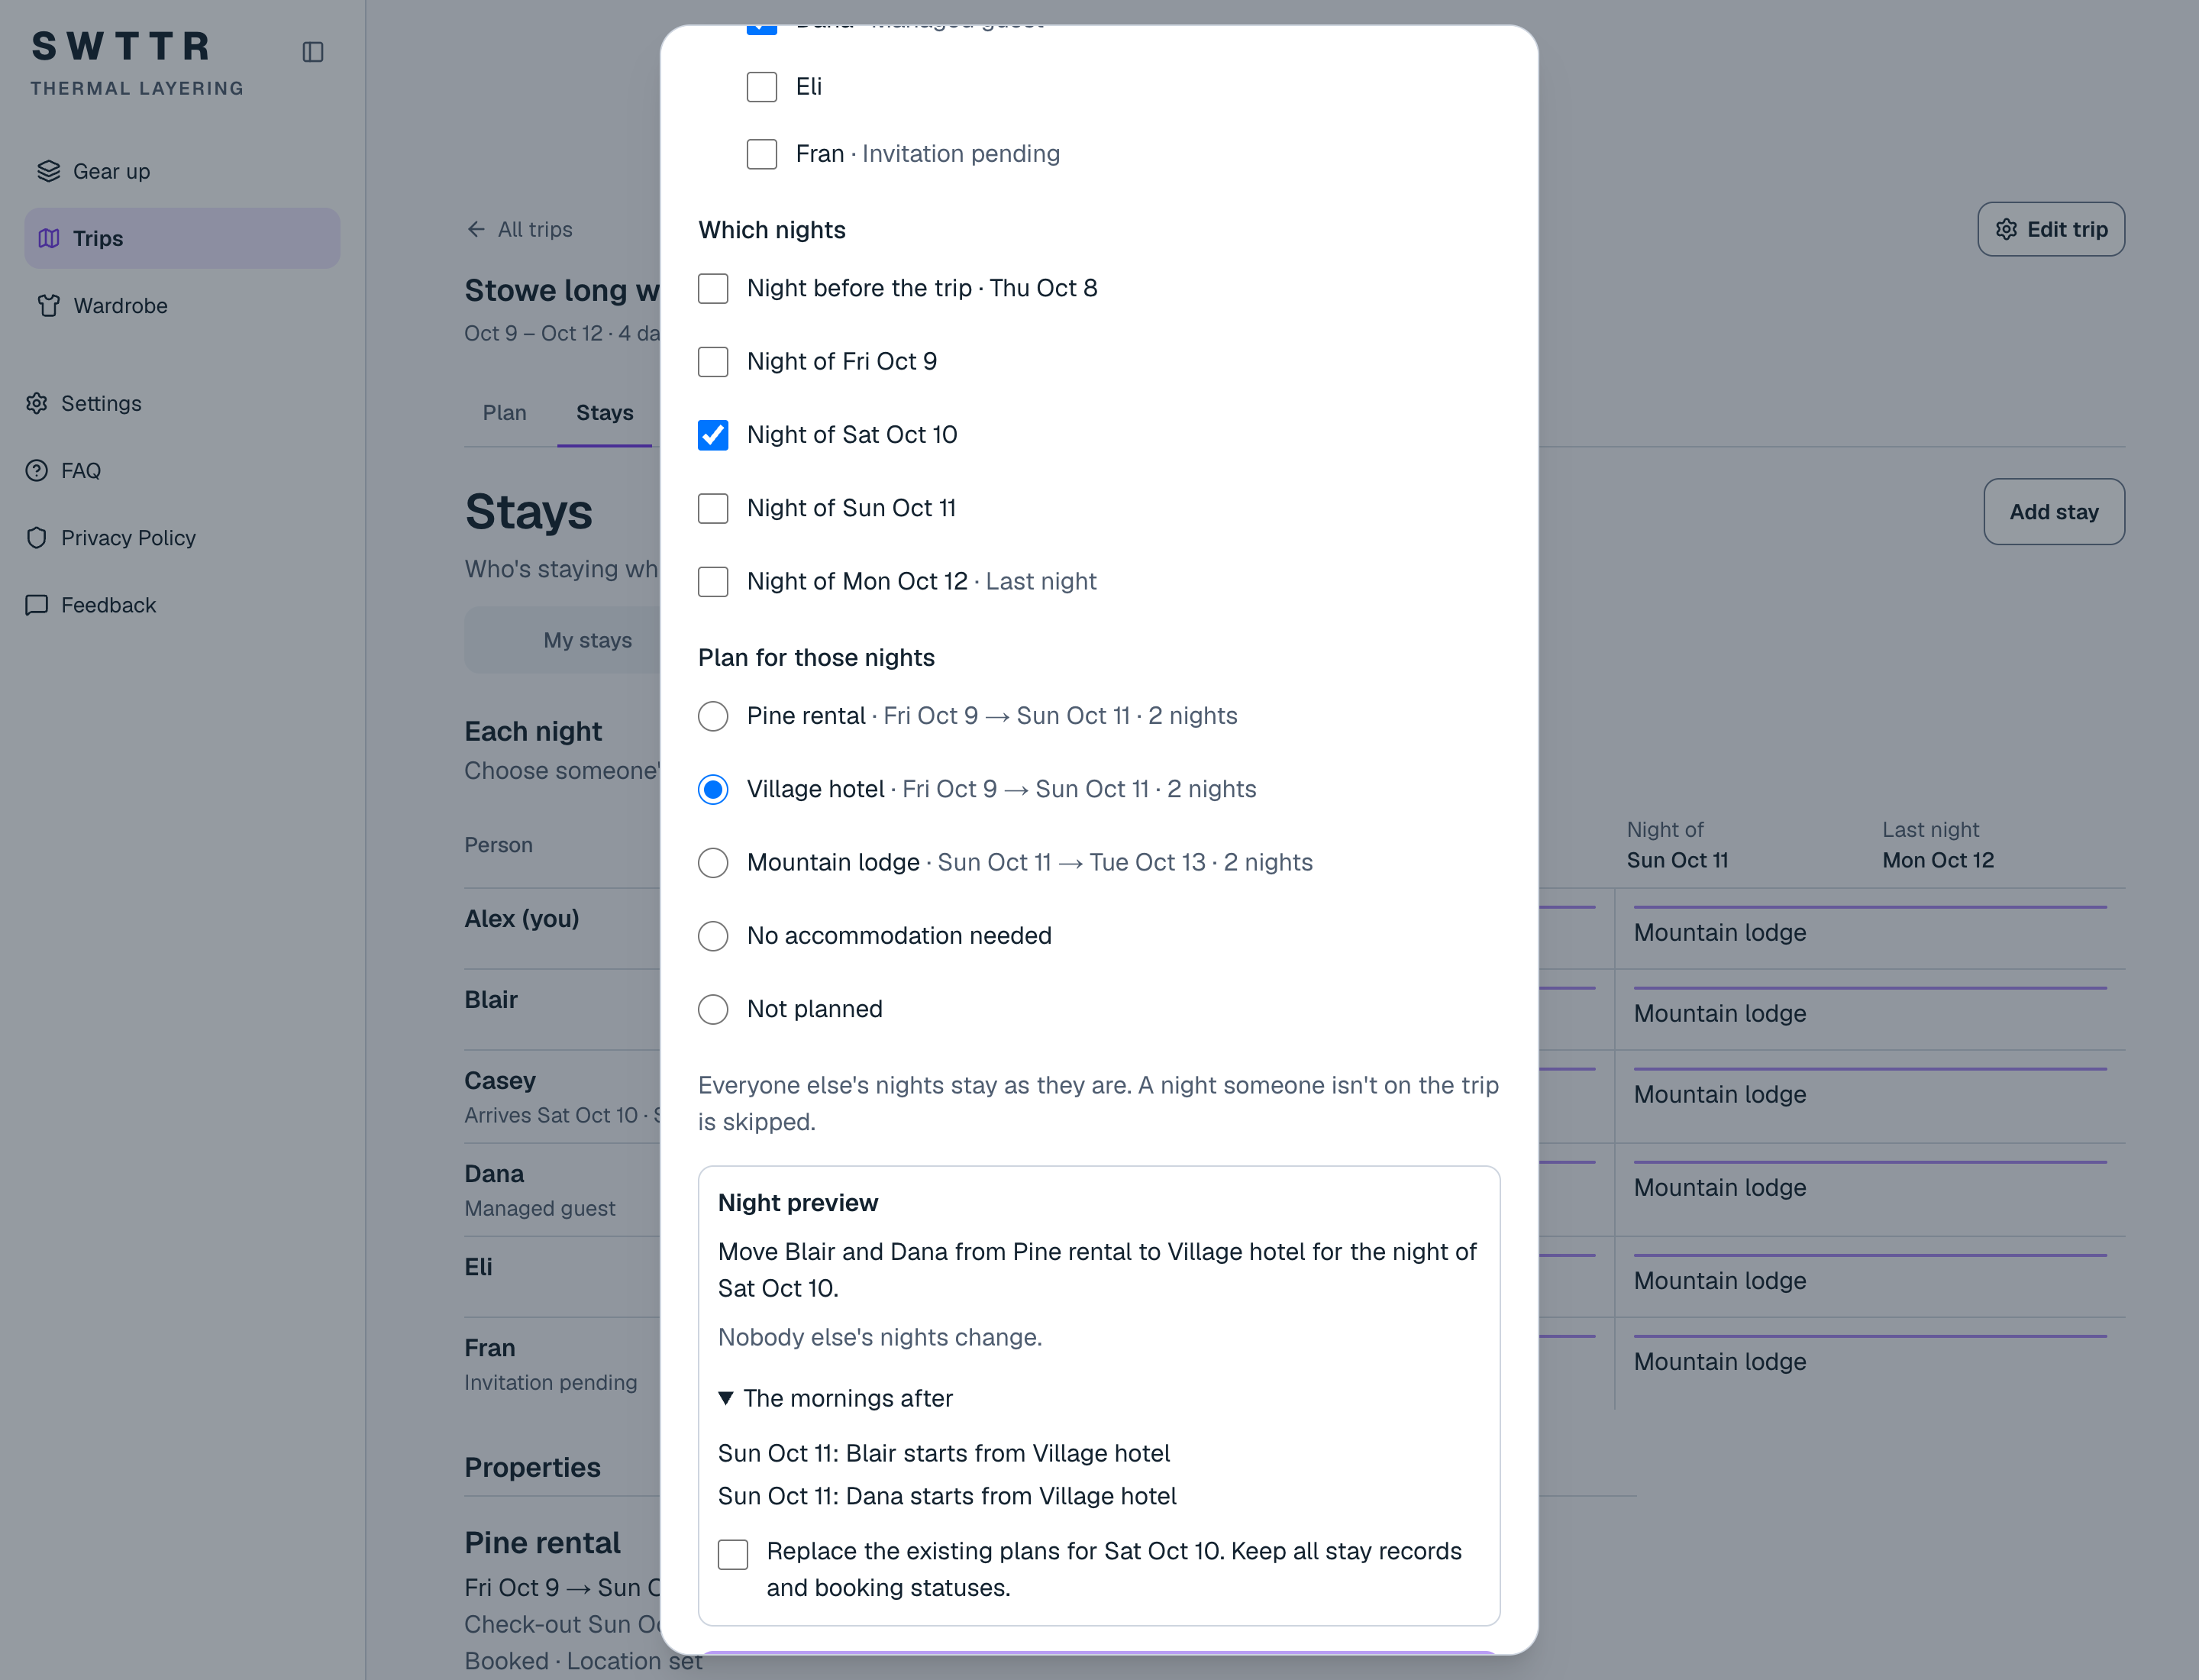 SWTTR
THERMAL LAYERING
Gear up
Trips
Wardrobe
Settings
FAQ
Privacy Policy
Feedback
All trips
Edit trip
Stowe long w
Oct 9 – Oct 12 · 4 da
Plan
Stays
Stays
Add stay
Who's staying wh
My stays
Each night
Choose someone'
Person
Night of
Sun Oct 11
Last night
Mon Oct 12
Alex (you)
Mountain lodge
Blair
Mountain lodge
Casey
Arrives Sat Oct 10 · S
Mountain lodge
Dana
Managed guest
Mountain lodge
Eli
Mountain lodge
Fran
Invitation pending
Mountain lodge
Properties
Pine rental
Fri Oct 9 → Sun O
Check-out Sun Oc
Booked · Location set
Dana · Managed guest
Eli
Fran · Invitation pending
Which nights
Night before the trip · Thu Oct 8
Night of Fri Oct 9
Night of Sat Oct 10
Night of Sun Oct 11
Night of Mon Oct 12 · Last night
Plan for those nights
Pine rental · Fri Oct 9 → Sun Oct 11 · 2 nights
Village hotel · Fri Oct 9 → Sun Oct 11 · 2 nights
Mountain lodge · Sun Oct 11 → Tue Oct 13 · 2 nights
No accommodation needed
Not planned
Everyone else's nights stay as they are. A night someone isn't on the trip
is skipped.
Night preview
Move Blair and Dana from Pine rental to Village hotel for the night of
Sat Oct 10.
Nobody else's nights change.
▼ The mornings after
Sun Oct 11: Blair starts from Village hotel
Sun Oct 11: Dana starts from Village hotel
Replace the existing plans for Sat Oct 10. Keep all stay records
and booking statuses.